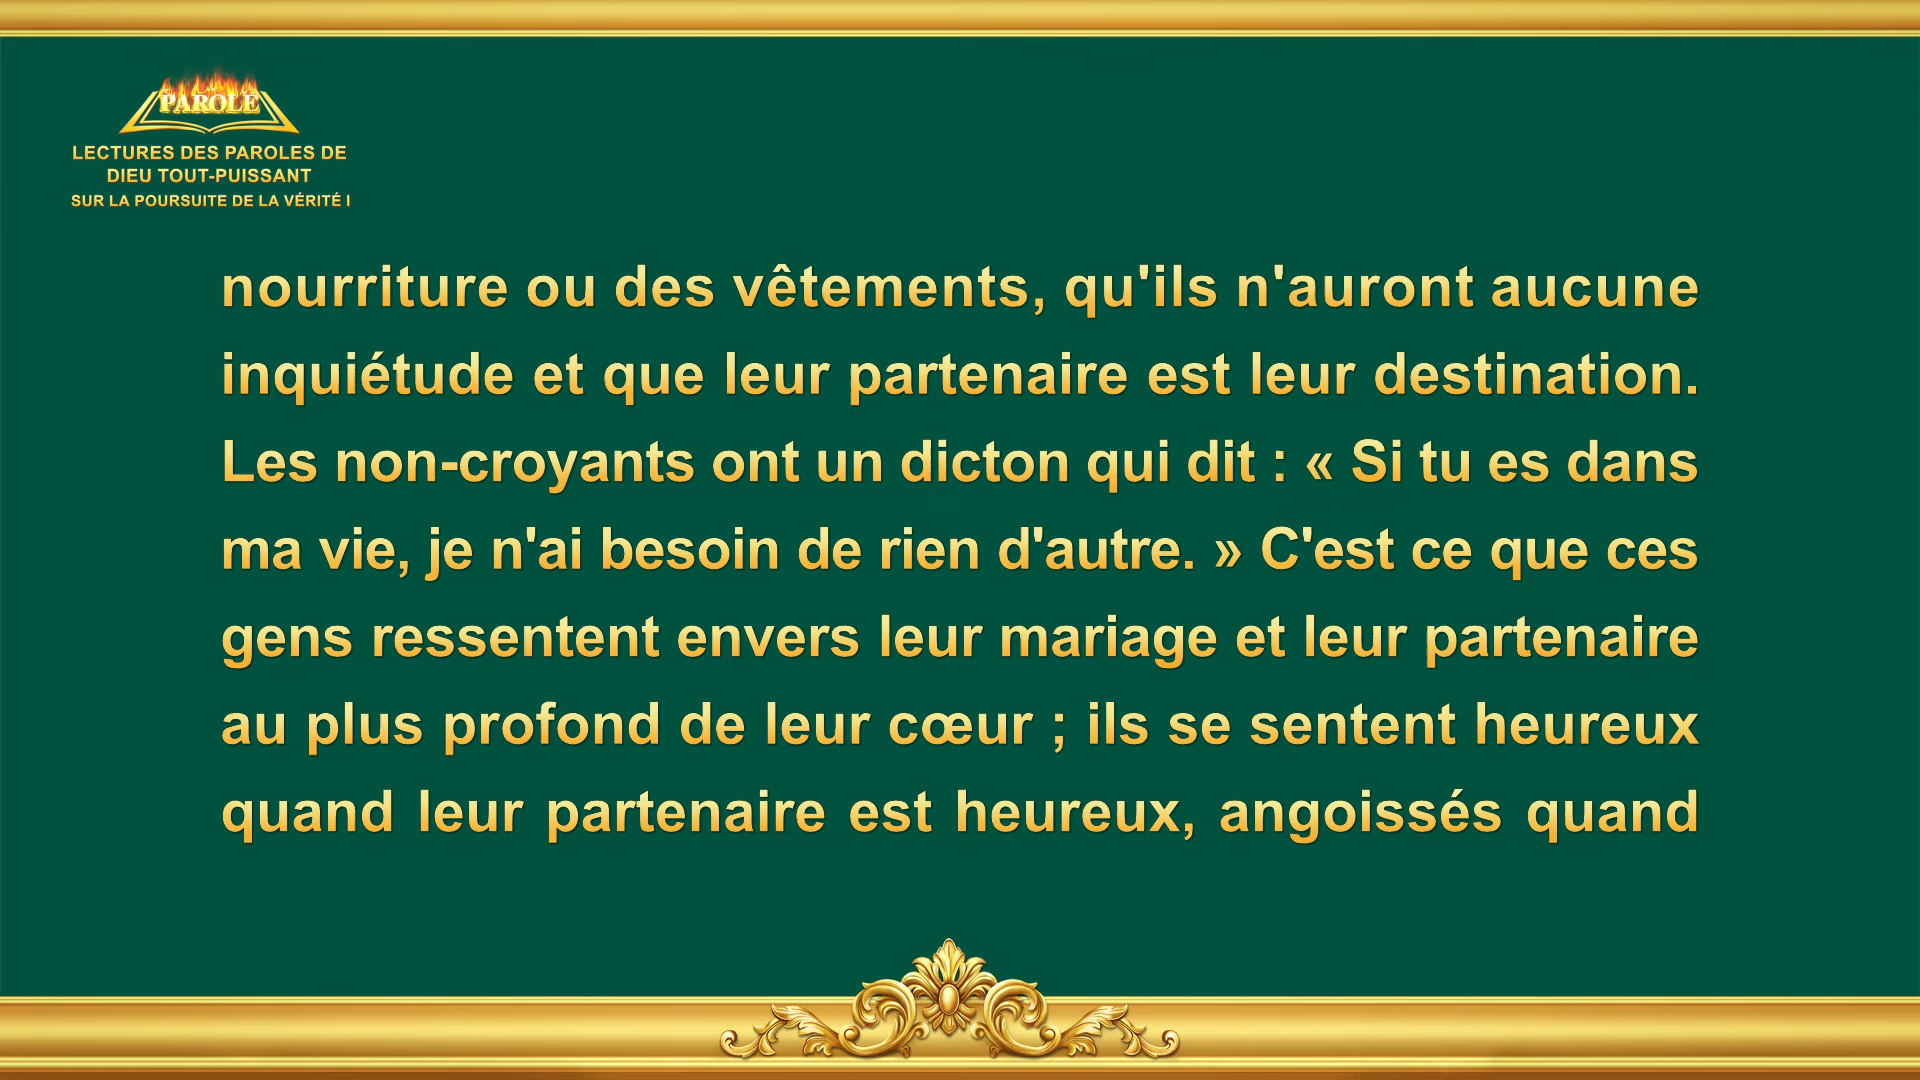 PAROLE
LECTURES DES PAROLES DE
DIEU TOUT-PUISSANT
SUR LA POURSUITE DE LA VÉRITÉ I
nourriture ou des vêtements, qu'ils n'auront aucune
inquiétude et que leur partenaire est leur destination.
Les non-croyants ont un dicton qui dit : « Si tu es dans
ma vie, je n'ai besoin de rien d'autre. » C'est ce que ces
gens ressentent envers leur mariage et leur partenaire
au plus profond de leur cœur ; ils se sentent heureux
quand leur partenaire est heureux, angoissés quand